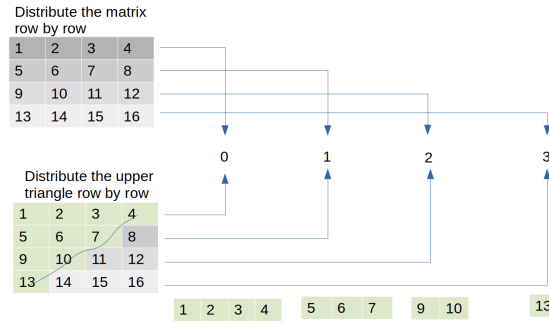 Distribute the matrix
row by row
1 2 3 4
5 6 7 8
9 10 11 12
13 14 15 16
0 1 2 3
Distribute the upper
triangle row by row
1 2 3 4
5 6 7 8
9 10 11 12
13 14 15 16
1 2 3 4 5 6 7 9 10 13